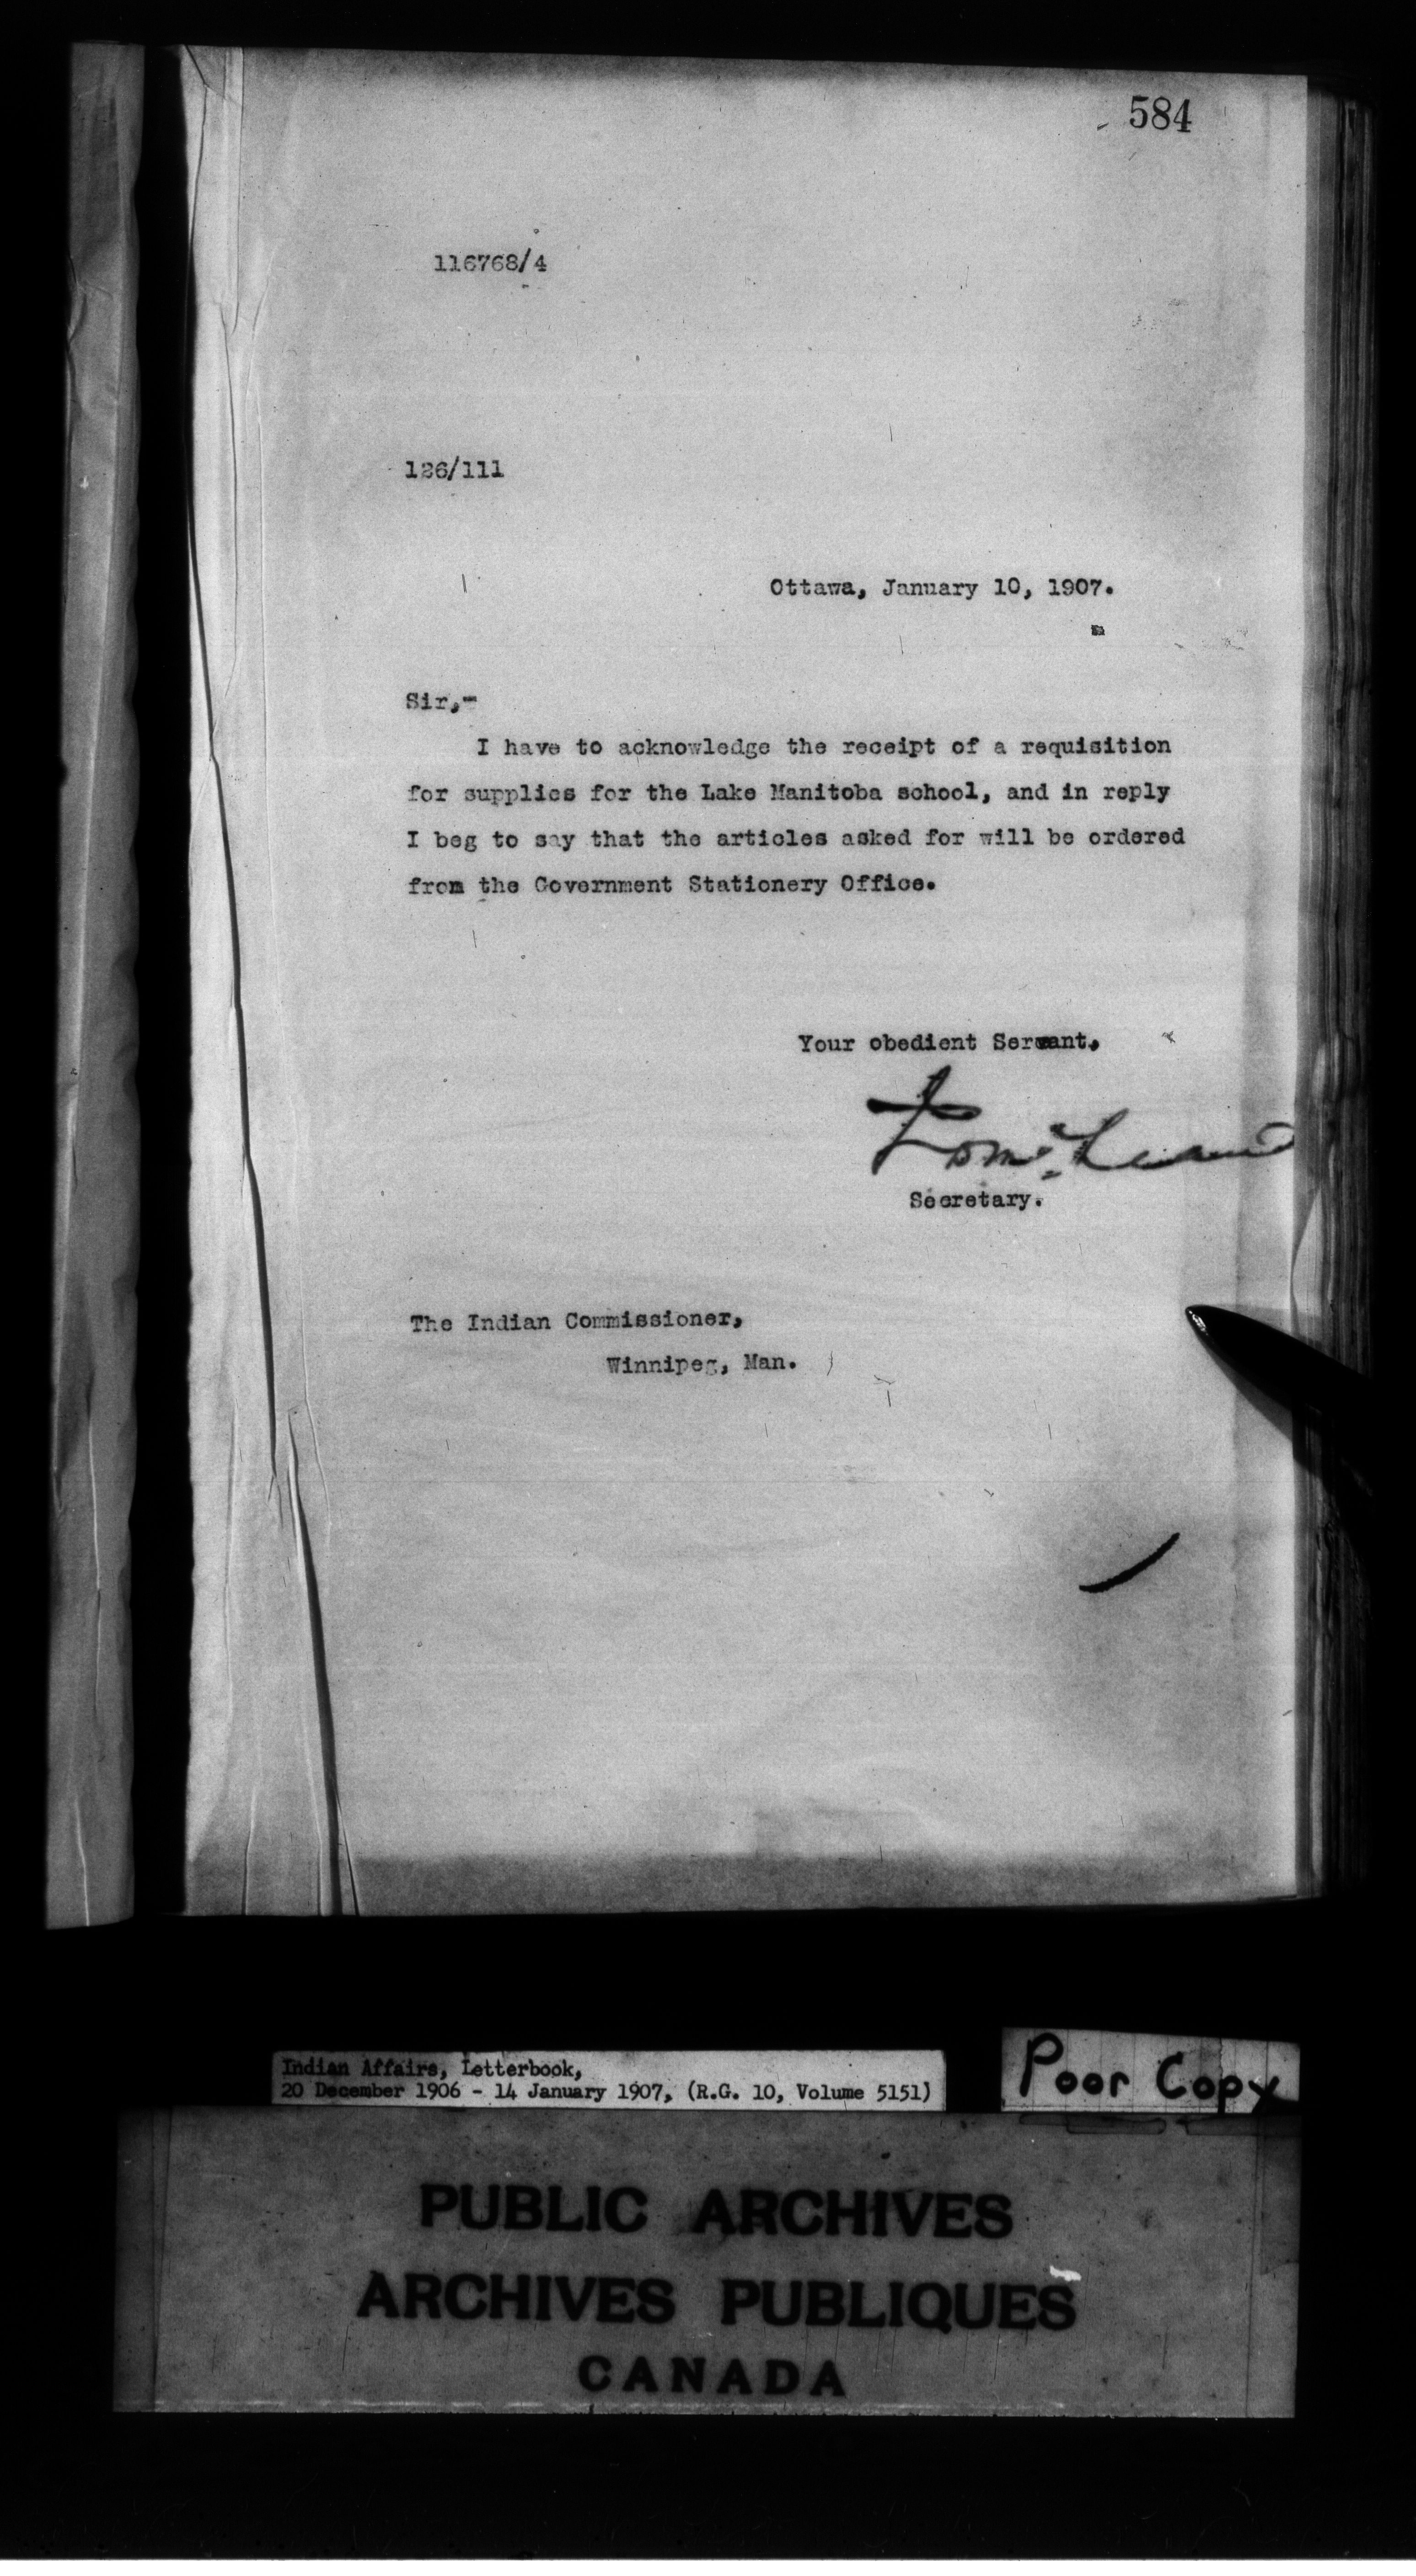 584
116768/4
126/111
Ottawa, January 10, 1907.
Sir,-
I have to acknowledge the receipt of a requisition
for supplies for the Lake Manitoba school, and in reply
I beg to say that the articles asked for will be ordered
from the Government Stationery Office.
Your obedient Servant,
Secretary.
The Indian Commissioner,
Winnipeg, Man.
Indian Affairs, Letterbook,
20 December 1906 - 14 January 1907, (R.G. 10, Volume 5151)
Poor Copy
PUBLIC ARCHIVES
ARCHIVES PUBLIQUES
CANADA